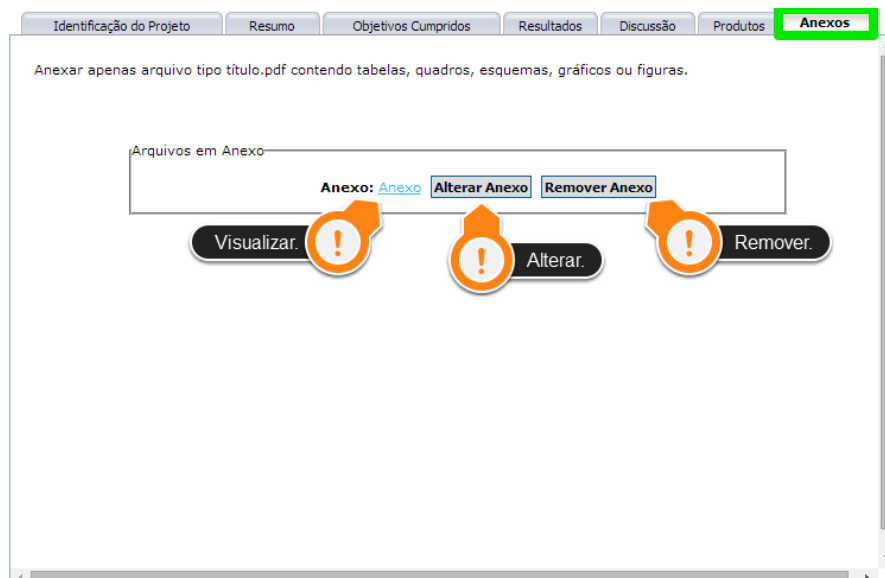 Identificação do Projeto Resumo Objetivos Cumpridos Resultados Discussão Produtos Anexos
Anexar apenas arquivo tipo título.pdf contendo tabelas, quadros, esquemas, gráficos ou figuras.
Arquivos em Anexo
Anexo: Anexo Alterar Anexo Remover Anexo
Visualizar. ! ! Alterar. ! Remover.